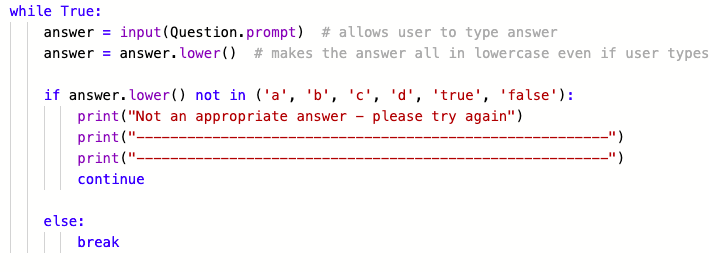 while True:
answer = input(Question.prompt)  # allows user to type answer
answer = answer.lower()  # makes the answer all in lowercase even if user types
if answer.lower() not in ('a', 'b', 'c', 'd', 'true', 'false'):
print("Not an appropriate answer – please try again")
print("––––––––––––––––––––––––––––––––––––––––––––––––––––––––")
print("––––––––––––––––––––––––––––––––––––––––––––––––––––––––")
continue
else:
break